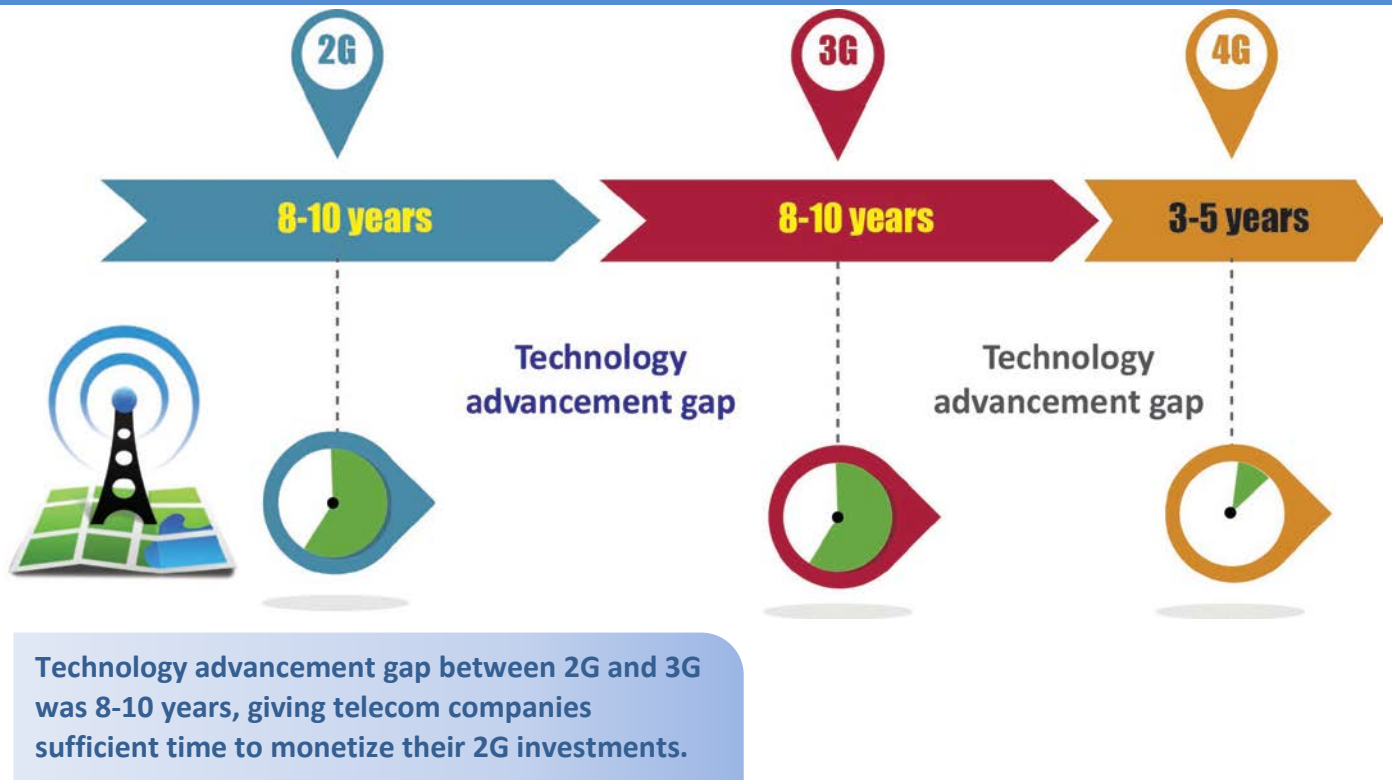 2G
3G
4G
8-10 years
8-10 years
3-5 years
Technology
advancement gap
Technology
advancement gap
Technology advancement gap between 2G and 3G
was 8-10 years, giving telecom companies
sufficient time to monetize their 2G investments.